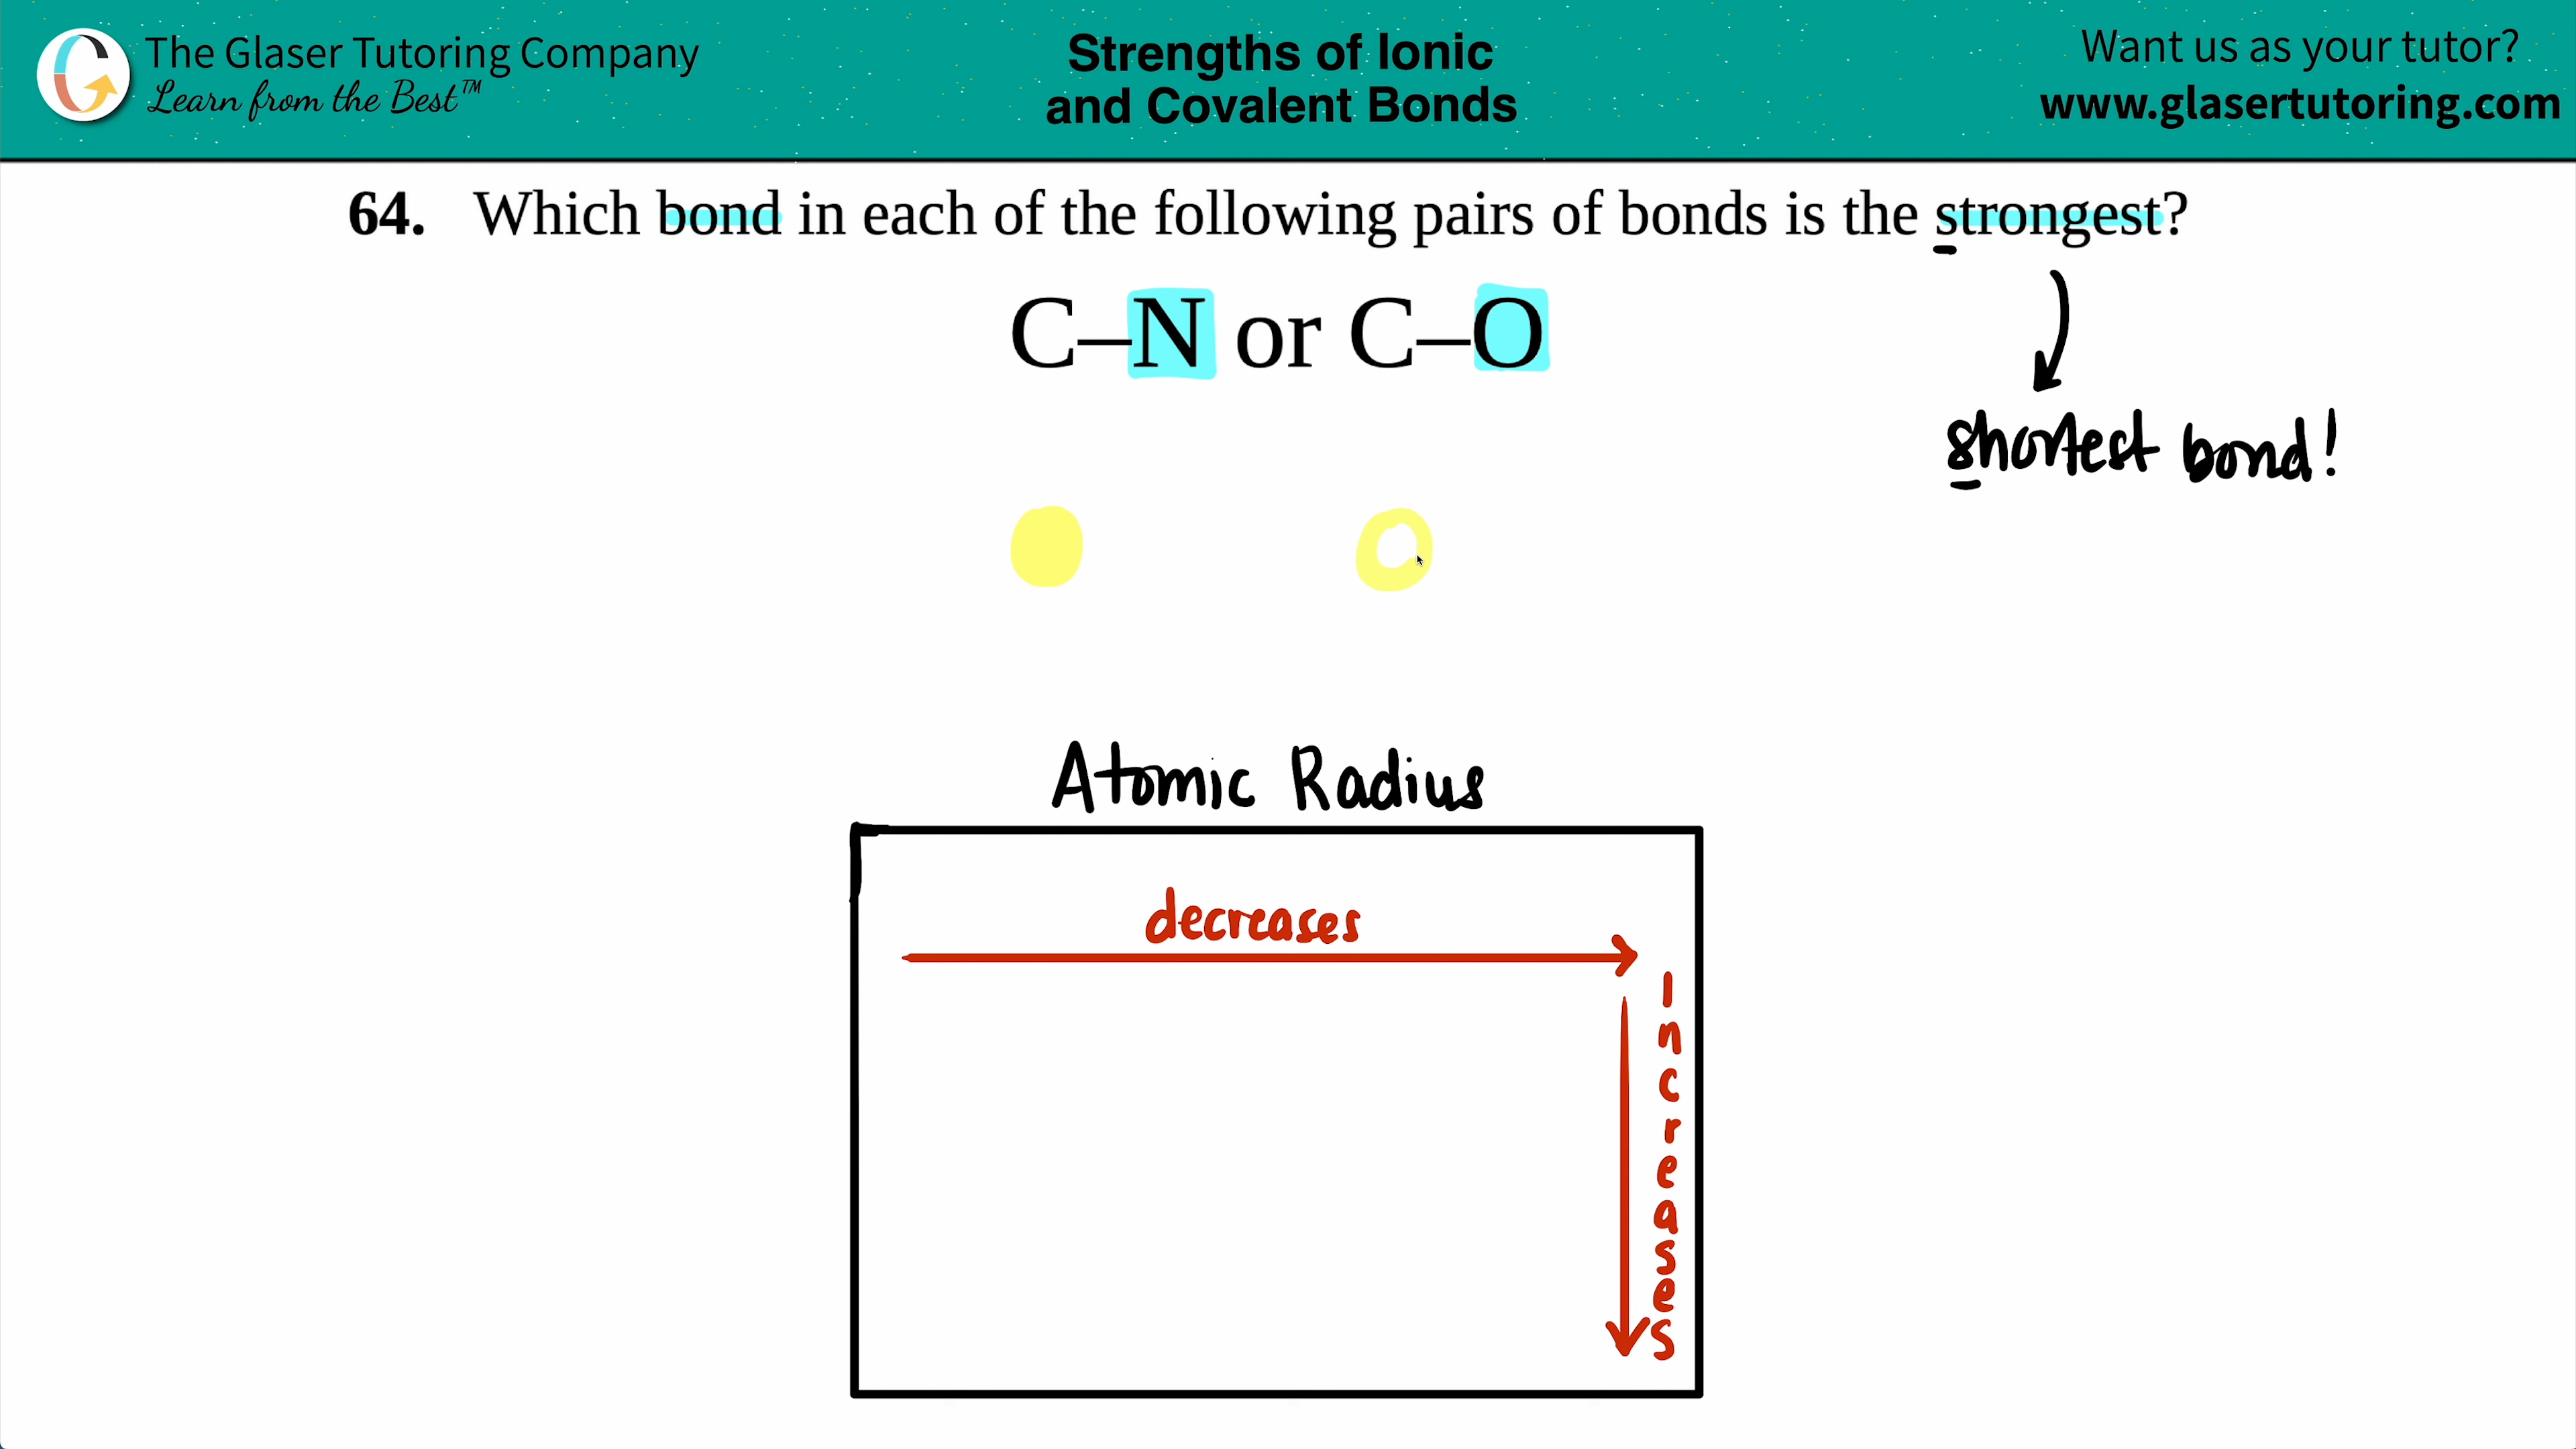 The Glaser Tutoring Company
Learn from the Best™
Strengths of Ionic
and Covalent Bonds
Want us as your tutor?
www.glasertutoring.com
64. Which bond in each of the following pairs of bonds is the strongest?
C–N or C–O
shortest bond!
Atomic Radius
decreases
Increases